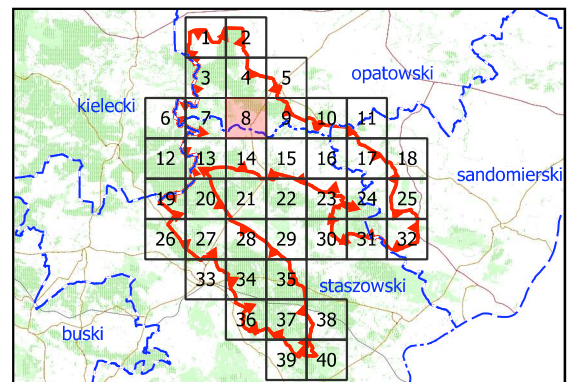 1 2
3 4 5
opatowski
kielecki
6 7 8 9 10 11
12 13 14 15 16 17 18
sandomierski
19 20 21 22 23 24 25
26 27 28 29 30 31 32
33 34 35
staszowski
36 37 38
buski
39 40